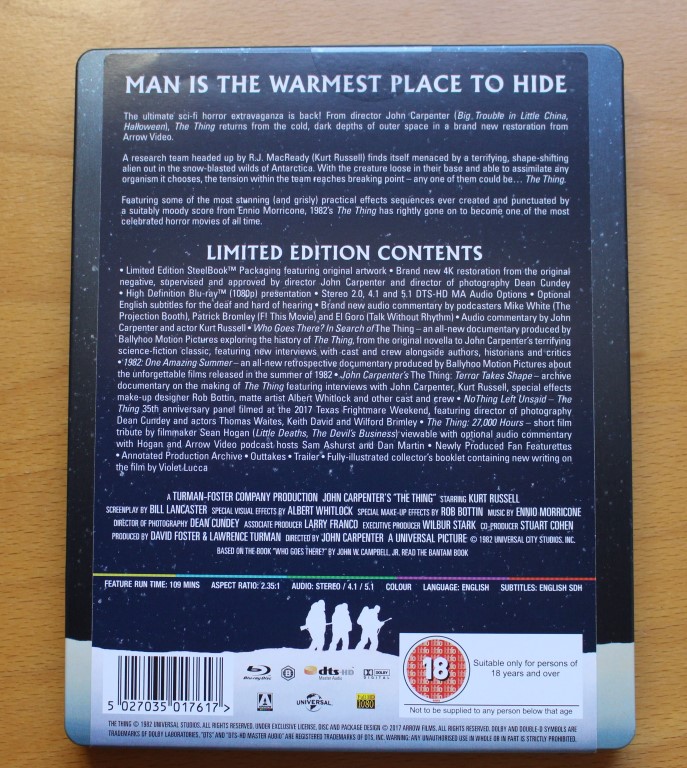 MAN IS THE WARMEST PLACE TO HIDE
The ultimate sci-fi horror extravaganza is back! From director John Carpenter (Big Trouble in Little China,
Halloween), The Thing returns from the cold, dark depths of outer space in a brand new restoration from
Arrow Video.
A research team headed up by R.J. MacReady (Kurt Russell) finds itself menaced by a terrifying, shape-shifting
alien out in the snow-blasted wilds of Antarctica. With the creature loose in their base and able to assimilate any
organism it chooses, the tension within the team reaches breaking point – any one of them could be... The Thing.
Featuring some of the most stunning (and grisly) practical effects sequences ever created and punctuated by
a suitably moody score from Ennio Morricone, 1982's The Thing has rightly gone on to become one of the most
celebrated horror movies of all time.
LIMITED EDITION CONTENTS
• Limited Edition SteelBook™ Packaging featuring original artwork • Brand new 4K restoration from the original
negative, supervised and approved by director John Carpenter and director of photography Dean Cundey
• High Definition Blu-ray™ (1080p) presentation • Stereo 2.0, 4.1 and 5.1 DTS-HD MA Audio Options • Optional
English subtitles for the deaf and hard of hearing • Brand new audio commentary by podcasters Mike White (The
Projection Booth), Patrick Bromley (F! This Movie) and El Goro (Talk Without Rhythm) • Audio commentary by John
Carpenter and actor Kurt Russell • Who Goes There? In Search of The Thing – an all-new documentary produced by
Ballyhoo Motion Pictures exploring the history of The Thing, from the original novella to John Carpenter's terrifying
science-fiction classic, featuring new interviews with cast and crew alongside authors, historians and critics
• 1982: One Amazing Summer – an all-new retrospective documentary produced by Ballyhoo Motion Pictures about
the unforgettable films released in the summer of 1982 • John Carpenter's The Thing: Terror Takes Shape – archive
documentary on the making of The Thing featuring interviews with John Carpenter, Kurt Russell, special effects
make-up designer Rob Bottin, matte artist Albert Whitlock and other cast and crew • NoThing Left Unsaid – The
Thing 35th anniversary panel filmed at the 2017 Texas Frightmare Weekend, featuring director of photography
Dean Cundey and actors Thomas Waites, Keith David and Wilford Brimley • The Thing: 27,000 Hours – short film
tribute by filmmaker Sean Hogan (Little Deaths, The Devil's Business) viewable with optional audio commentary
with Hogan and Arrow Video podcast hosts Sam Ashurst and Dan Martin • Newly Produced Fan Featurettes
• Annotated Production Archive • Outtakes • Trailer • Fully-illustrated collector's booklet containing new writing on
the film by Violet Lucca
A TURMAN-FOSTER COMPANY PRODUCTION JOHN CARPENTER'S "THE THING" STARRING KURT RUSSELL
SCREENPLAY BY BILL LANCASTER SPECIAL VISUAL EFFECTS BY ALBERT WHITLOCK SPECIAL MAKE-UP EFFECTS BY ROB BOTTIN MUSIC BY ENNIO MORRICONE
DIRECTOR OF PHOTOGRAPHY DEAN CUNDEY ASSOCIATE PRODUCER LARRY FRANCO EXECUTIVE PRODUCER WILBUR STARK CO-PRODUCER STUART COHEN
PRODUCED BY DAVID FOSTER & LAWRENCE TURMAN DIRECTED BY JOHN CARPENTER A UNIVERSAL PICTURE © 1982 UNIVERSAL CITY STUDIOS, INC.
BASED ON THE BOOK "WHO GOES THERE?" BY JOHN W. CAMPBELL, JR. READ THE BANTAM BOOK
FEATURE RUN TIME: 109 MINS ASPECT RATIO: 2.35:1 AUDIO: STEREO / 4.1 / 5.1 COLOUR LANGUAGE: ENGLISH SUBTITLES: ENGLISH SDH
5 027035 017617 >
Blu-ray Disc
B
dts-HD
Master Audio
DOLBY
DIGITAL
ARROW
UNIVERSAL
1080
18
Suitable only for persons of
18 years and over
Not to be supplied to any person below that age
THE THING © 1982 UNIVERSAL STUDIOS. ALL RIGHTS RESERVED. UNDER EXCLUSIVE LICENSE, DISC AND PACKAGE DESIGN © 2017 ARROW FILMS. ALL RIGHTS RESERVED. DOLBY AND DOUBLE-D SYMBOLS ARE
TRADEMARKS OF DOLBY LABORATORIES. "DTS" AND "DTS-HD MASTER AUDIO" ARE REGISTERED TRADEMARKS OF DTS, INC. WARNING: ANY UNAUTHORISED USE IN WHOLE OR IN PART IS STRICTLY PROHIBITED.